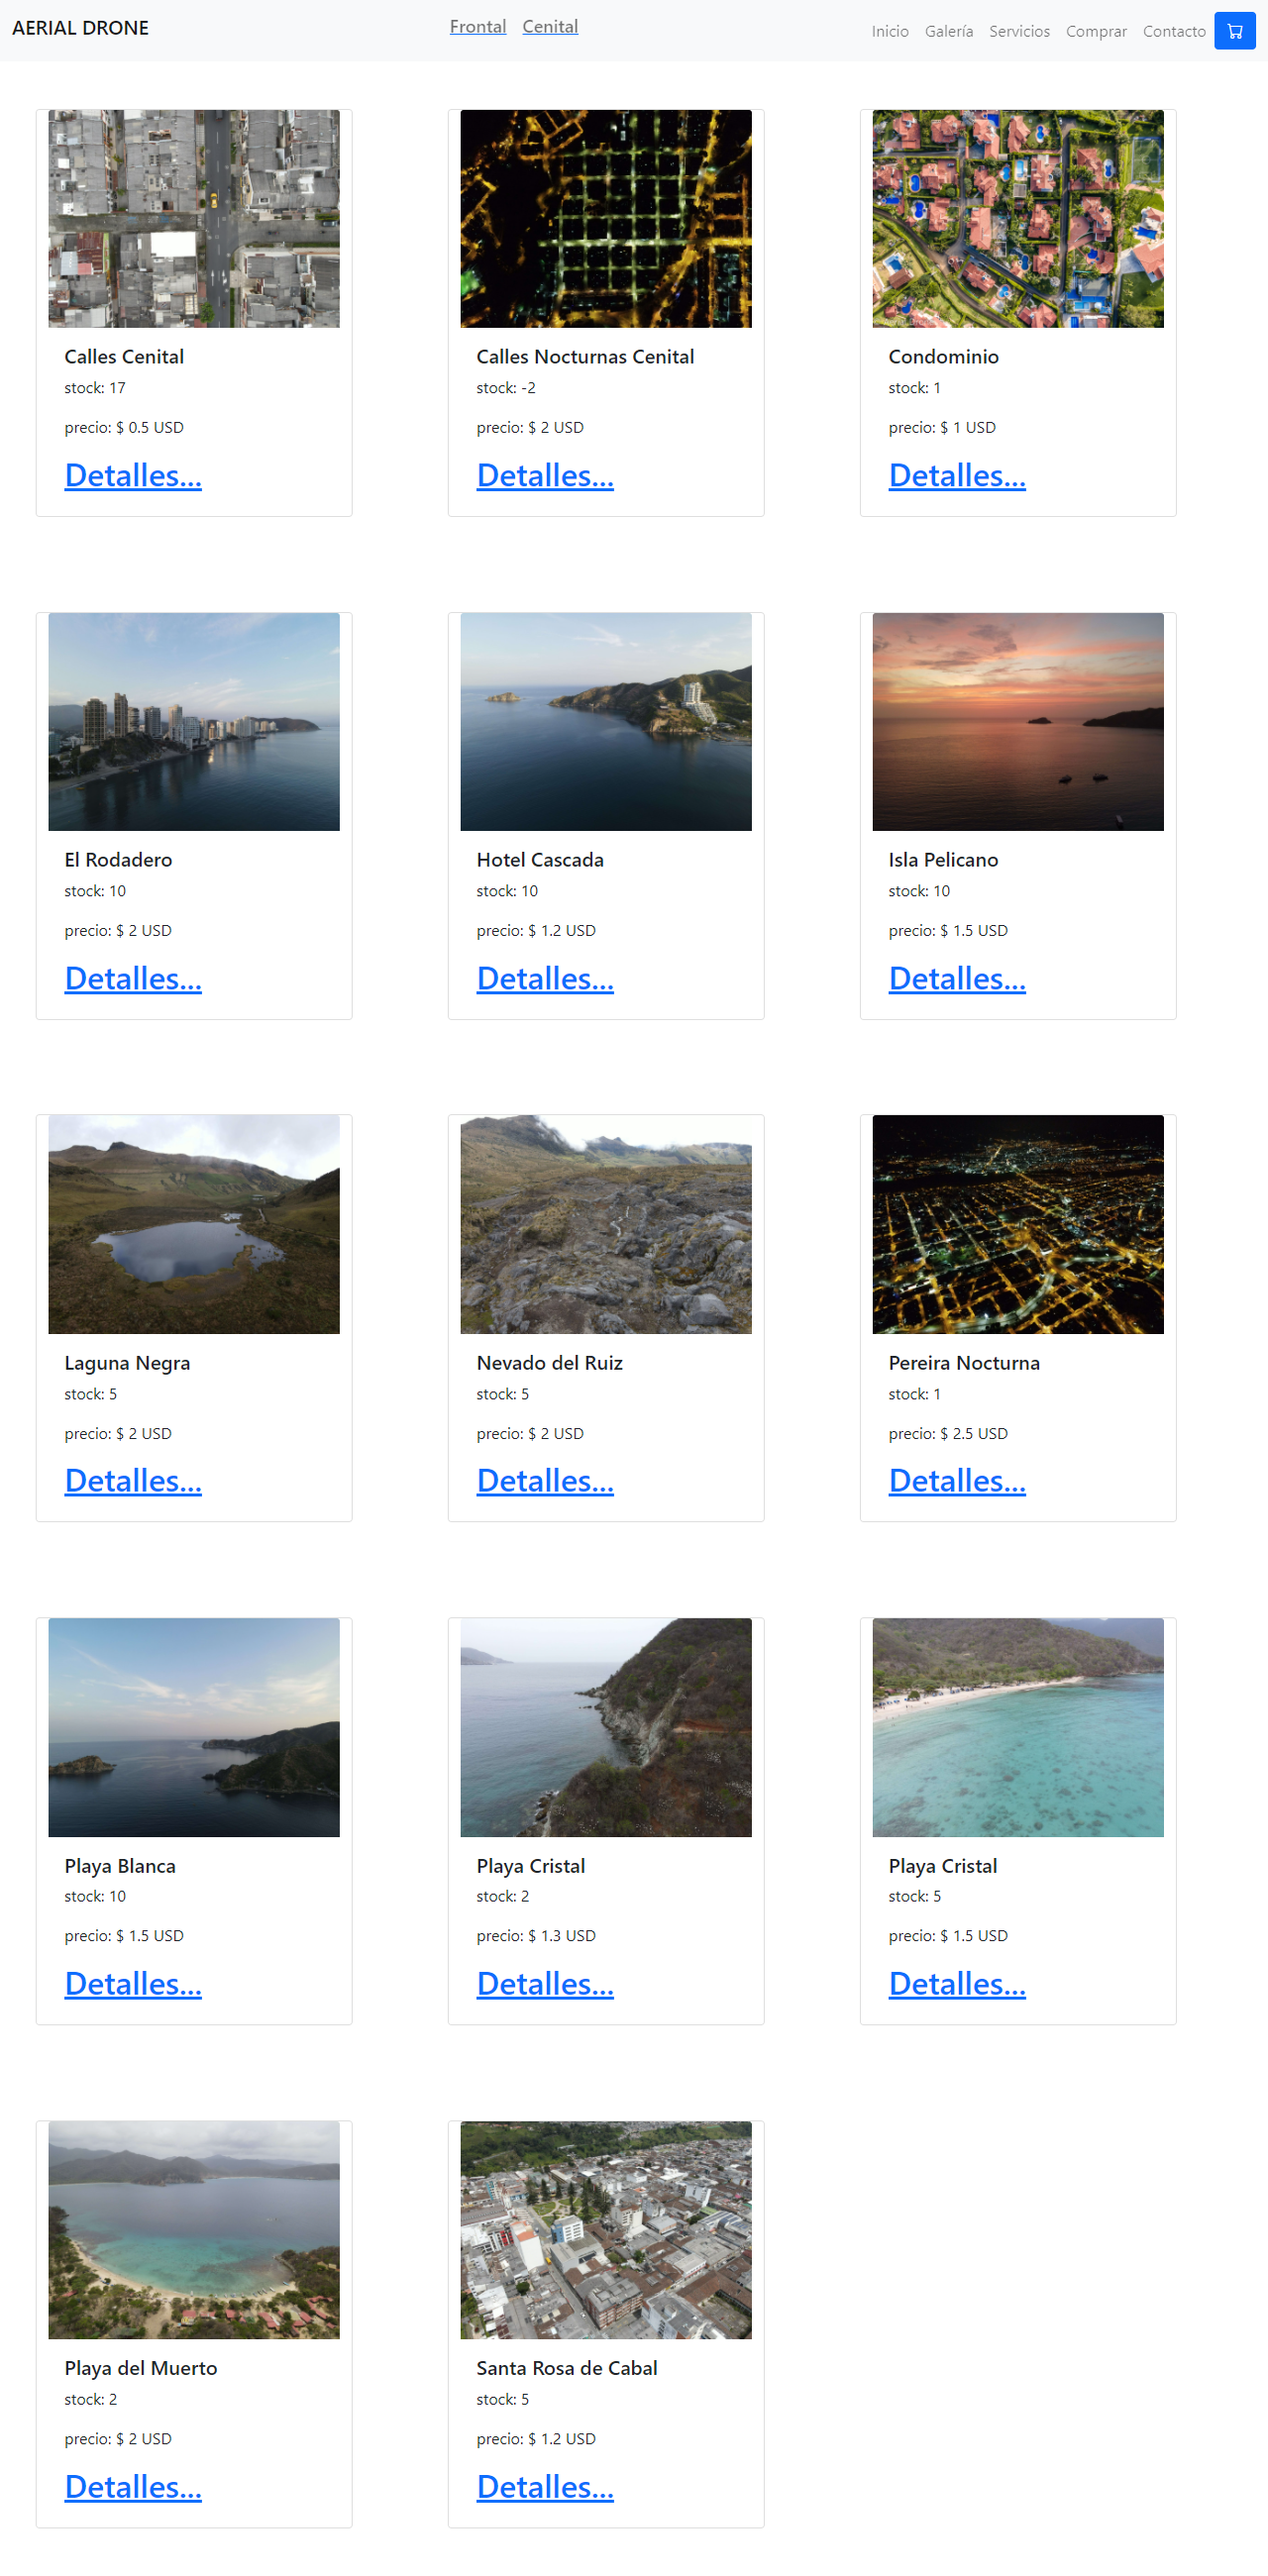 AERIAL DRONE
Frontal Cenital
Inicio Galería Servicios Comprar Contacto
Calles Cenital
stock: 17
precio: $ 0.5 USD
Detalles...
Calles Nocturnas Cenital
stock: -2
precio: $ 2 USD
Detalles...
Condominio
stock: 1
precio: $ 1 USD
Detalles...
El Rodadero
stock: 10
precio: $ 2 USD
Detalles...
Hotel Cascada
stock: 10
precio: $ 1.2 USD
Detalles...
Isla Pelicano
stock: 10
precio: $ 1.5 USD
Detalles...
Laguna Negra
stock: 5
precio: $ 2 USD
Detalles...
Nevado del Ruiz
stock: 5
precio: $ 2 USD
Detalles...
Pereira Nocturna
stock: 1
precio: $ 2.5 USD
Detalles...
Playa Blanca
stock: 10
precio: $ 1.5 USD
Detalles...
Playa Cristal
stock: 2
precio: $ 1.3 USD
Detalles...
Playa Cristal
stock: 5
precio: $ 1.5 USD
Detalles...
Playa del Muerto
stock: 2
precio: $ 2 USD
Detalles...
Santa Rosa de Cabal
stock: 5
precio: $ 1.2 USD
Detalles...